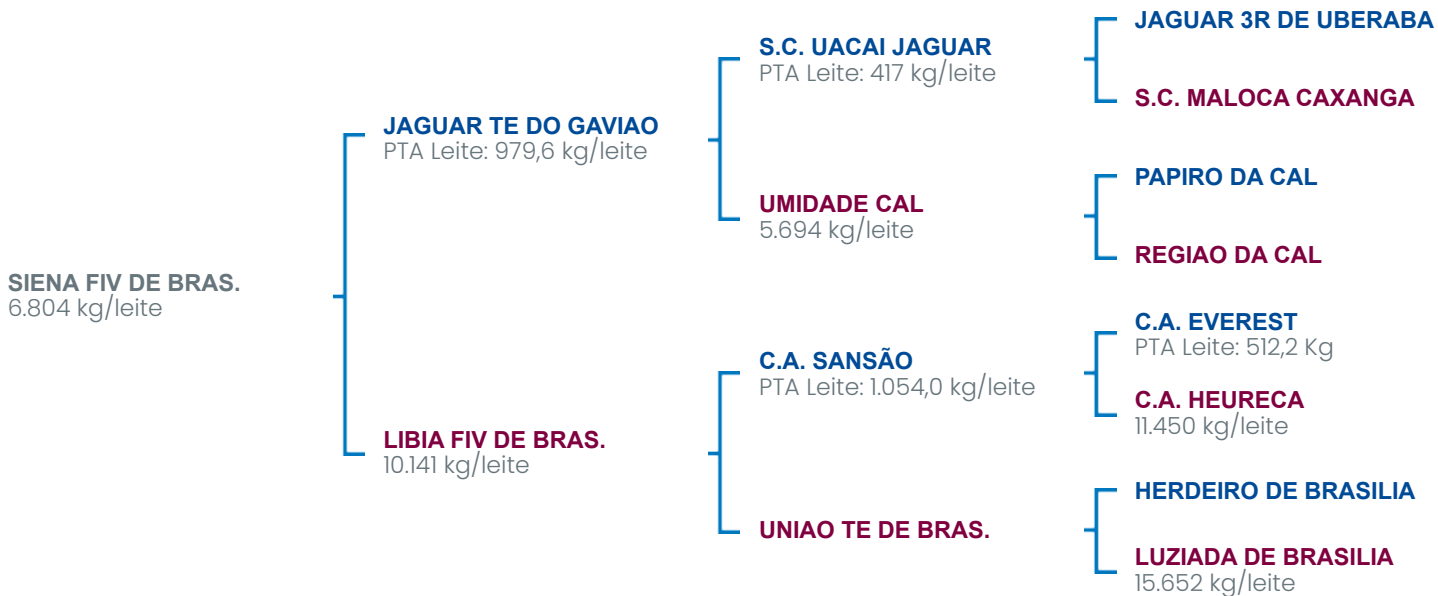 SIENA FIV DE BRAS.
6.804 kg/leite
JAGUAR TE DO GAVIAO
PTA Leite: 979,6 kg/leite
LIBIA FIV DE BRAS.
10.141 kg/leite
S.C. UACAI JAGUAR
PTA Leite: 417 kg/leite
UMIDADE CAL
5.694 kg/leite
C.A. SANSÃO
PTA Leite: 1.054,0 kg/leite
UNIAO TE DE BRAS.
JAGUAR 3R DE UBERABA
S.C. MALOCA CAXANGA
PAPIRO DA CAL
REGIAO DA CAL
C.A. EVEREST
PTA Leite: 512,2 Kg
C.A. HEURECA
11.450 kg/leite
HERDEIRO DE BRASILIA
LUZIADA DE BRASILIA
15.652 kg/leite